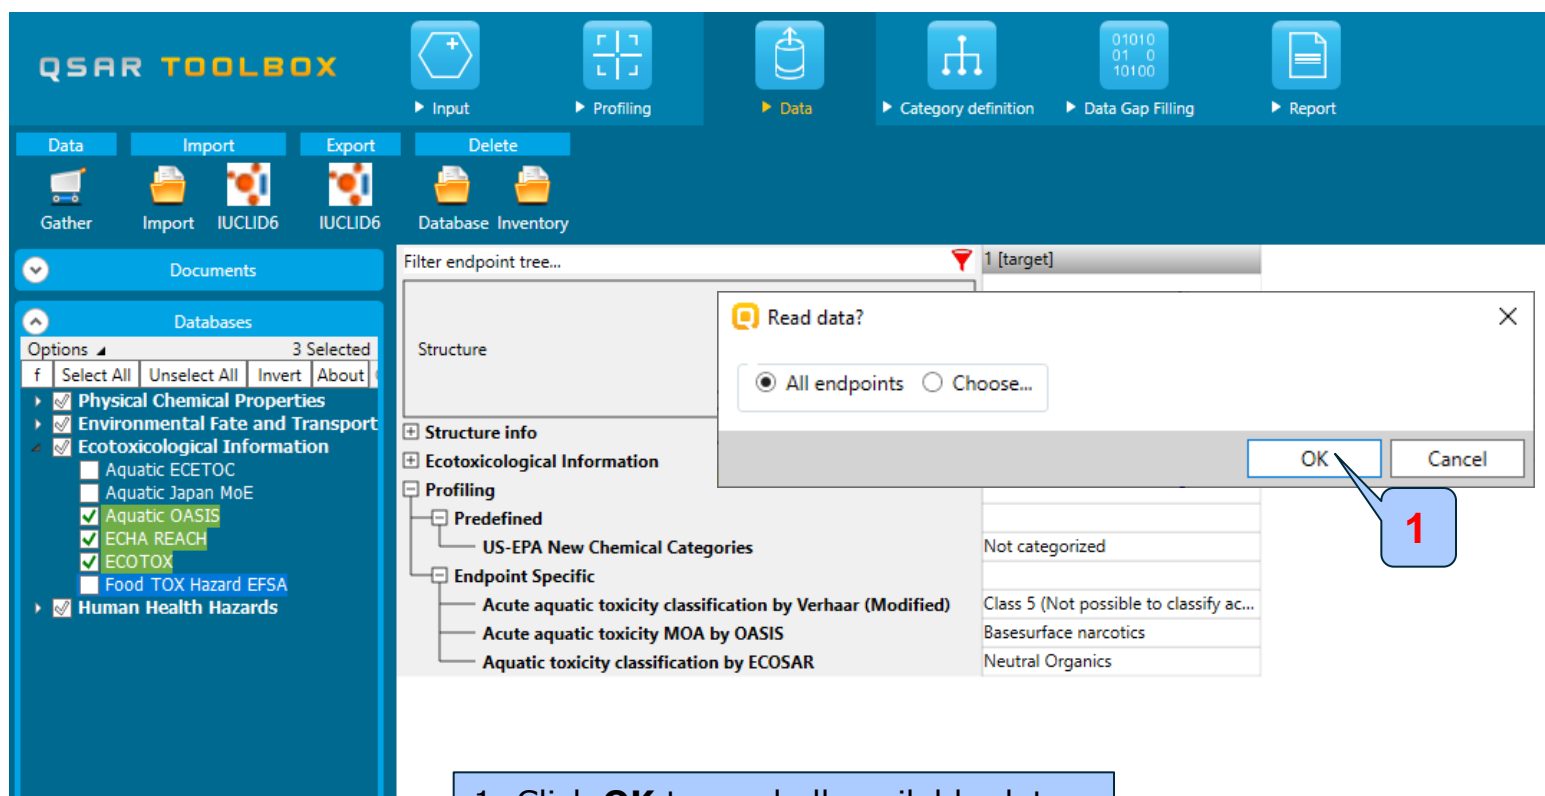 QSAR TOOLBOX
01010
01 0
10100
Input
Profiling
Data
Category definition
Data Gap Filling
Report
Data
Import
Export
Delete
Gather
Import
IUCLID6
IUCLID6
Database
Inventory
Documents
Databases
Options
3 Selected
f Select All Unselect All Invert About
Physical Chemical Properties
Environmental Fate and Transport
Ecotoxicological Information
Aquatic ECETOC
Aquatic Japan MoE
Aquatic OASIS
ECHA REACH
ECOTOX
Food TOX Hazard EFSA
Human Health Hazards
Filter endpoint tree...
1 [target]
Structure
Structure info
Ecotoxicological Information
Profiling
Predefined
US-EPA New Chemical Categories
Not categorized
Endpoint Specific
Acute aquatic toxicity classification by Verhaar (Modified)
Class 5 (Not possible to classify ac...
Acute aquatic toxicity MOA by OASIS
Basesurface narcotics
Aquatic toxicity classification by ECOSAR
Neutral Organics
Read data?
All endpoints
Choose...
OK
Cancel
1
1. Click OK to